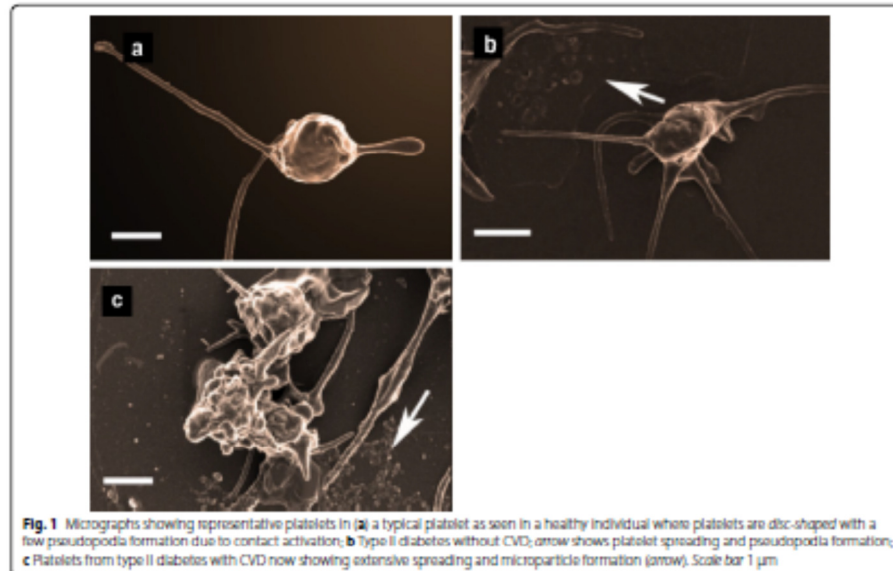 a
b
c
Fig. 1 Micrographs showing representative platelets in (a) a typical platelet as seen in a healthy individual where platelets are disc-shaped with a
few pseudopodia formation due to contact activation; b Type II diabetes without CVD; arrow shows platelet spreading and pseudopodia formation;
c Platelets from type II diabetes with CVD now showing extensive spreading and microparticle formation (arrow). Scale bar 1 μm